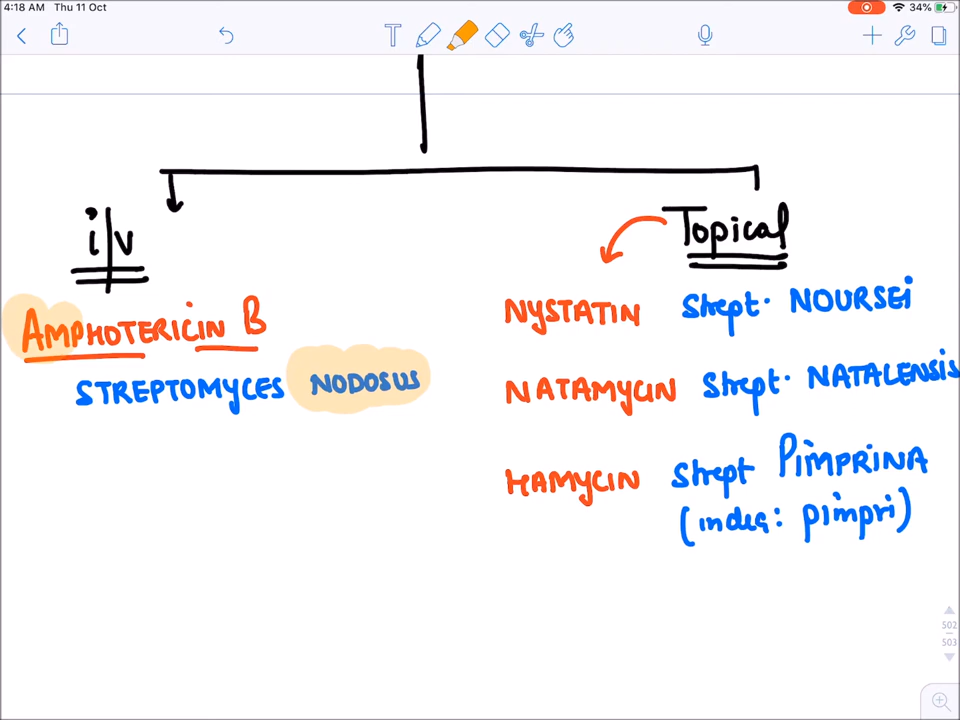 4:18 AM Thu 11 Oct
34%
T
i/v
Topical
AMPHOTERICIN B
STREPTOMYCES NODOSUS
NYSTATIN Strept. NOURSEi
NATAMYCIN Strept. NATALENSIS
HAMYCIN Strept PIMPRINA
(india: pimpri)
502
503